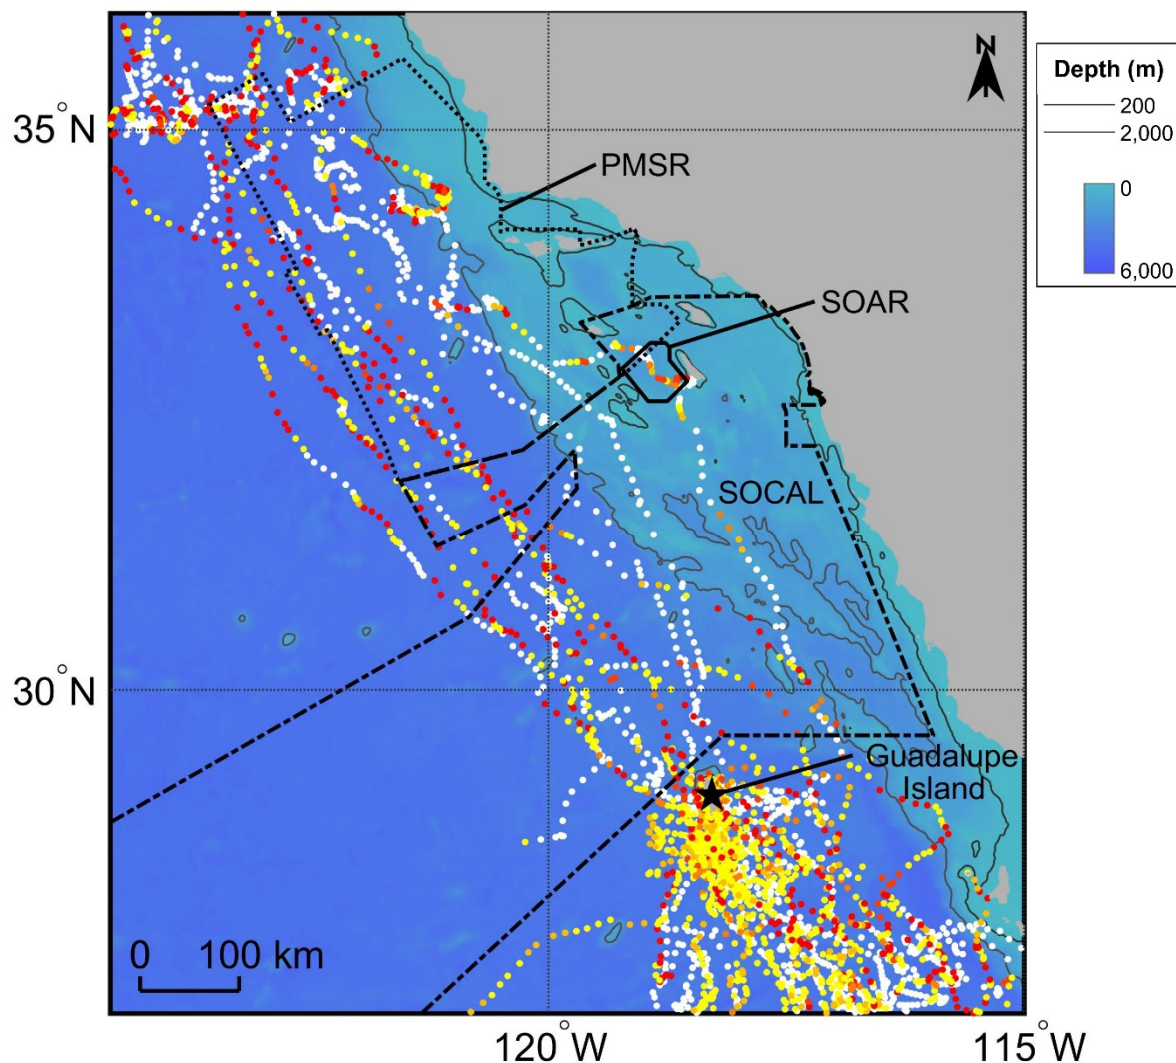 N
Depth (m)
200
2,000
0
6,000
35°N
PMSR
SOAR
SOCAL
30°N
Guadalupe
Island
0 100 km
120°W
115°W